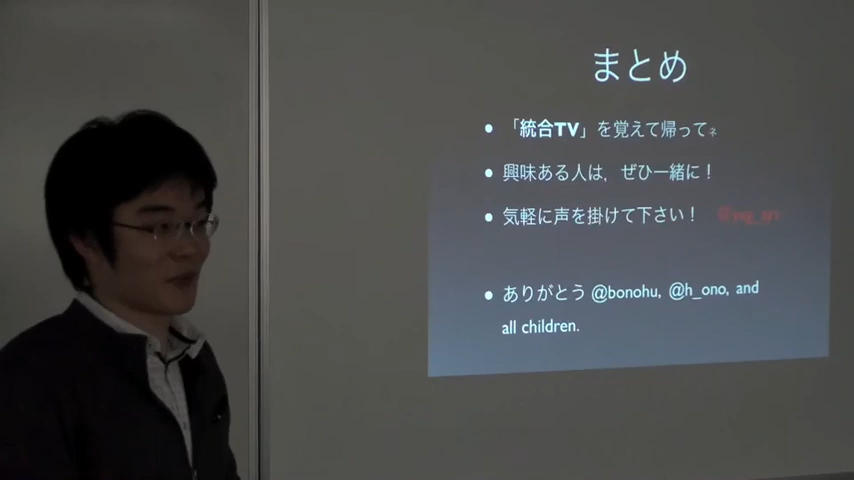 まとめ
• 「統合TV」を覚えて帰ってネ
• 興味ある人は，ぜひ一緒に！
• 気軽に声を掛けて下さい！
• ありがとう @bonohu, @h_ono, and
all children.